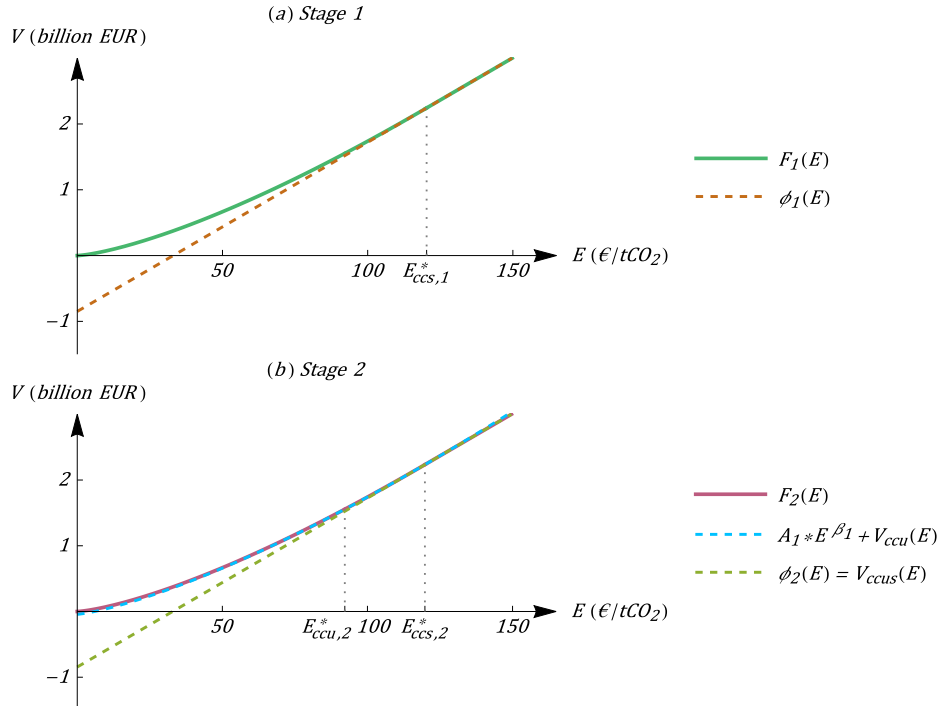 (a) Stage 1
V (billion EUR)
2
1
−1
50
100
E*ccs,1
150
E (€/tCO2)
F1(E)
ϕ1(E)
(b) Stage 2
V (billion EUR)
2
1
−1
50
E*ccu,2
100
E*ccs,2
150
E (€/tCO2)
F2(E)
A1*E^β1+Vccu(E)
ϕ2(E) = Vccus(E)